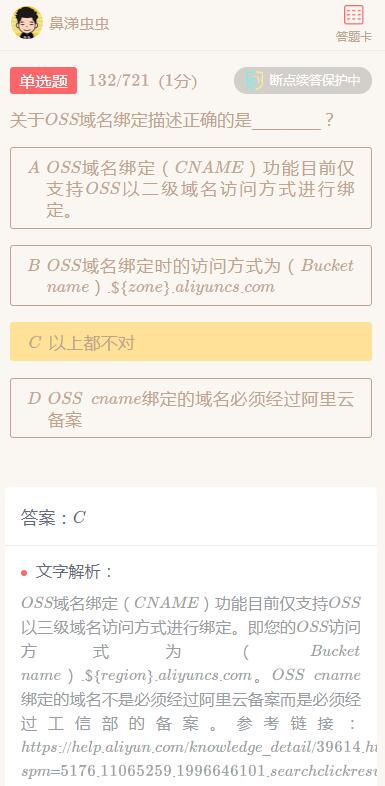 鼻涕虫虫
答题卡
单选题 132/721 (1分) 断点续答保护中
关于OSS域名绑定描述正确的是________？
A OSS域名绑定（CNAME）功能目前仅
支持OSS以二级域名访问方式进行绑
定。
B OSS域名绑定时的访问方式为（Bucket
name）.${zone}.aliyuncs.com
C 以上都不对
D OSS cname绑定的域名必须经过阿里云
备案
答案：C
文字解析：
OSS域名绑定（CNAME）功能目前仅支持OSS
以三级域名访问方式进行绑定。即您的OSS访问
方式为（Bucket
name）.${region}.aliyuncs.com。OSS cname
绑定的域名不是必须经过阿里云备案而是必须经
过工信部的备案。参考链接：
https://help.aliyun.com/knowledge_detail/39614.ht
spm=5176.11065259.1996646101.searchclickresu